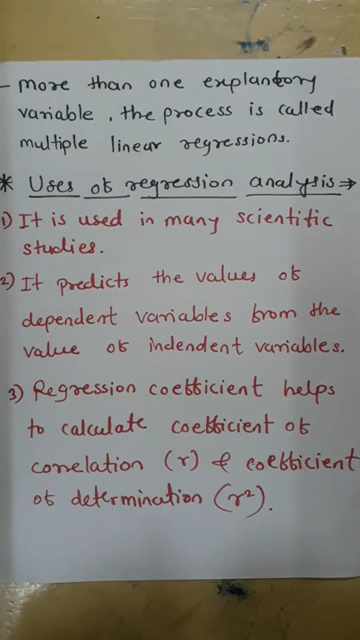 - more than one explantory
variable, the process is called
multiple linear regressions.
* Uses of regression analysis →
1) It is used in many scientific
studies.
2) It predicts the values of
dependent variables from the
value of indendent variables.
3) Regression coefficient helps
to calculate coefficient of
correlation (r) & coefficient
of determination (r²).